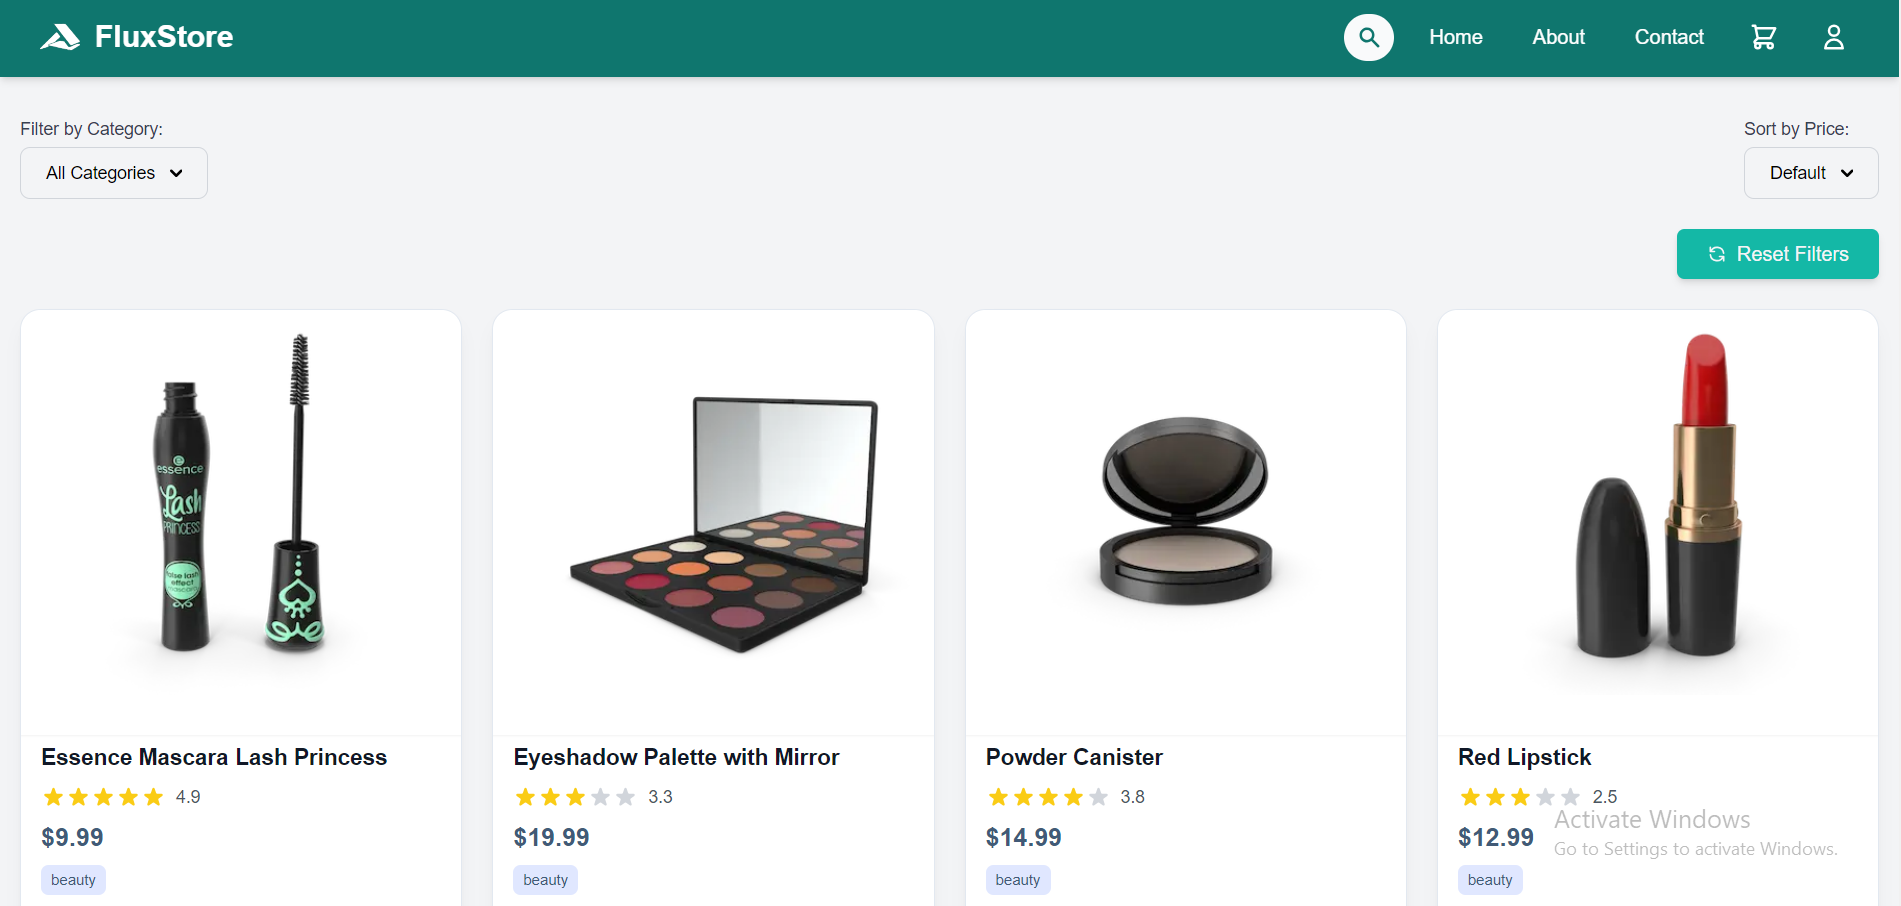 FluxStore
Home
About
Contact
Filter by Category:
Sort by Price:
All Categories
Default
Reset Filters
essence
Lash
PRINCESS
false lash
effect
mascara
Essence Mascara Lash Princess
4.9
$9.99
beauty
Eyeshadow Palette with Mirror
3.3
$19.99
beauty
Powder Canister
3.8
$14.99
beauty
Red Lipstick
2.5
$12.99
beauty
Activate Windows
Go to Settings to activate Windows.